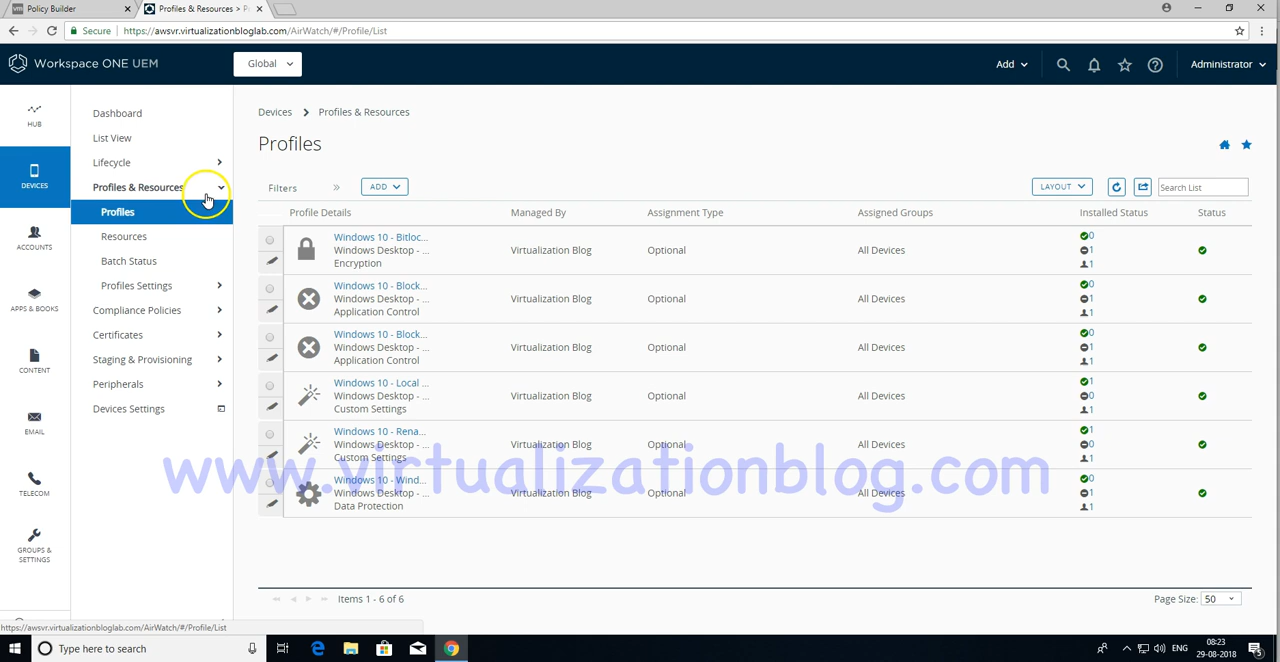 Policy Builder
Profiles & Resources > P
Secure
https://awsvr.virtualizationbloglab.com/AirWatch/#/Profile/List
Workspace ONE UEM
Global
Add
Administrator
HUB
DEVICES
ACCOUNTS
APPS & BOOKS
CONTENT
EMAIL
TELECOM
GROUPS &
SETTINGS
Dashboard
List View
Lifecycle
Profiles & Resources
Profiles
Resources
Batch Status
Profiles Settings
Compliance Policies
Certificates
Staging & Provisioning
Peripherals
Devices Settings
Devices
Profiles & Resources
Profiles
Filters
ADD
LAYOUT
Search List
Profile Details
Managed By
Assignment Type
Assigned Groups
Installed Status
Status
Windows 10 - Bitloc...
Windows Desktop - ...
Encryption
Virtualization Blog
Optional
All Devices
0
1
1
Windows 10 - Block...
Windows Desktop - ...
Application Control
Virtualization Blog
Optional
All Devices
0
1
1
Windows 10 - Block...
Windows Desktop - ...
Application Control
Virtualization Blog
Optional
All Devices
0
1
1
Windows 10 - Local ...
Windows Desktop - ...
Custom Settings
Virtualization Blog
Optional
All Devices
1
0
1
Windows 10 - Rena...
Windows Desktop - ...
Custom Settings
Virtualization Blog
Optional
All Devices
1
0
1
www.virtualizationblog.com
Windows 10 - Wind...
Windows Desktop - ...
Data Protection
Virtualization Blog
Optional
All Devices
0
1
1
Items 1 - 6 of 6
Page Size:
50
https://awsvr.virtualizationbloglab.com/AirWatch/#/Profile/List
Type here to search
ENG
08:23
29-08-2018
3